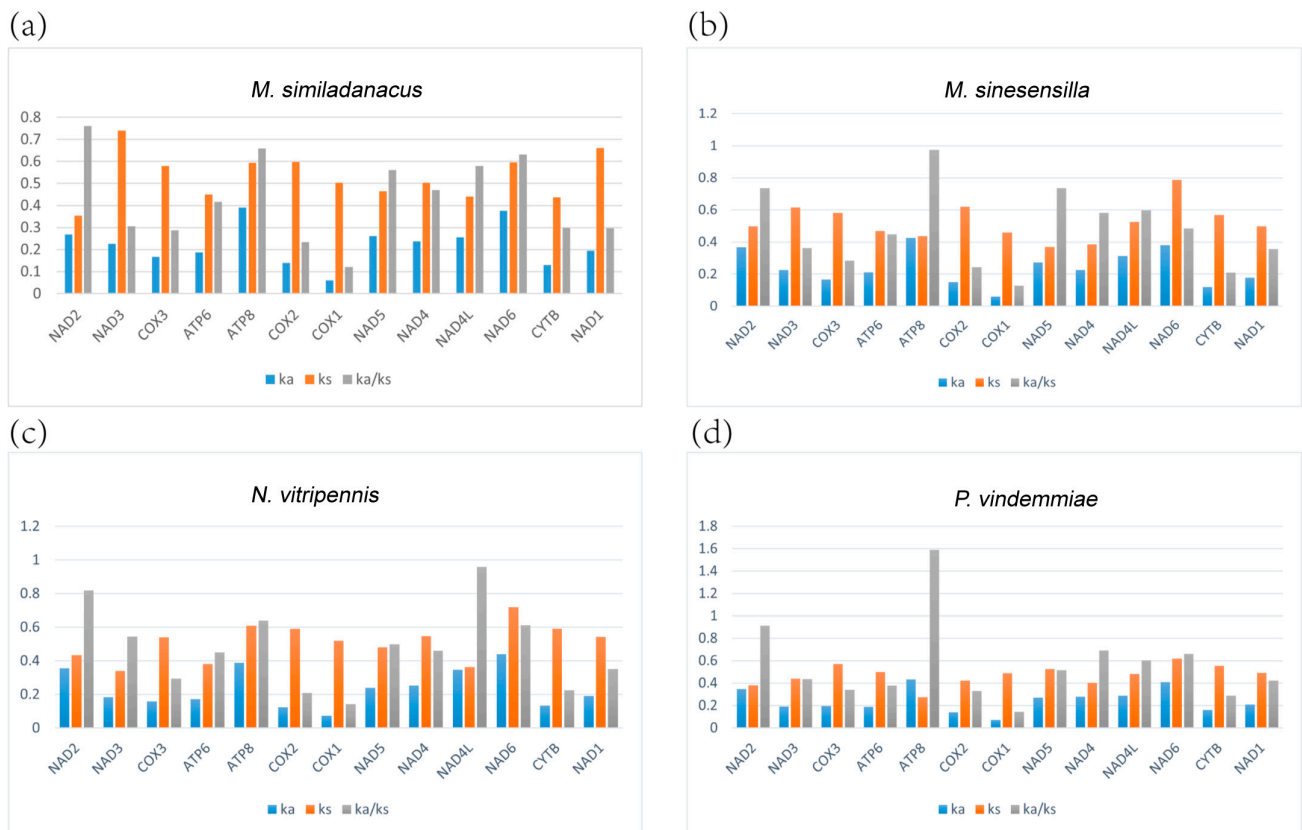 (a)
M. similadanacus
0.8
0.7
0.6
0.5
0.4
0.3
0.2
0.1
0
NAD2 NAD3 COX3 ATP6 ATP8 COX2 COX1 NAD5 NAD4 NAD4L NAD6 CYTB NAD1
ka ks ka/ks
(b)
M. sinesensilla
1.2
1
0.8
0.6
0.4
0.2
0
NAD2 NAD3 COX3 ATP6 ATP8 COX2 COX1 NAD5 NAD4 NAD4L NAD6 CYTB NAD1
ka ks ka/ks
(c)
N. vitripennis
1.2
1
0.8
0.6
0.4
0.2
0
NAD2 NAD3 COX3 ATP6 ATP8 COX2 COX1 NAD5 NAD4 NAD4L NAD6 CYTB NAD1
ka ks ka/ks
(d)
P. vindemmiae
1.8
1.6
1.4
1.2
1
0.8
0.6
0.4
0.2
0
NAD2 NAD3 COX3 ATP6 ATP8 COX2 COX1 NAD5 NAD4 NAD4L NAD6 CYTB NAD1
ka ks ka/ks